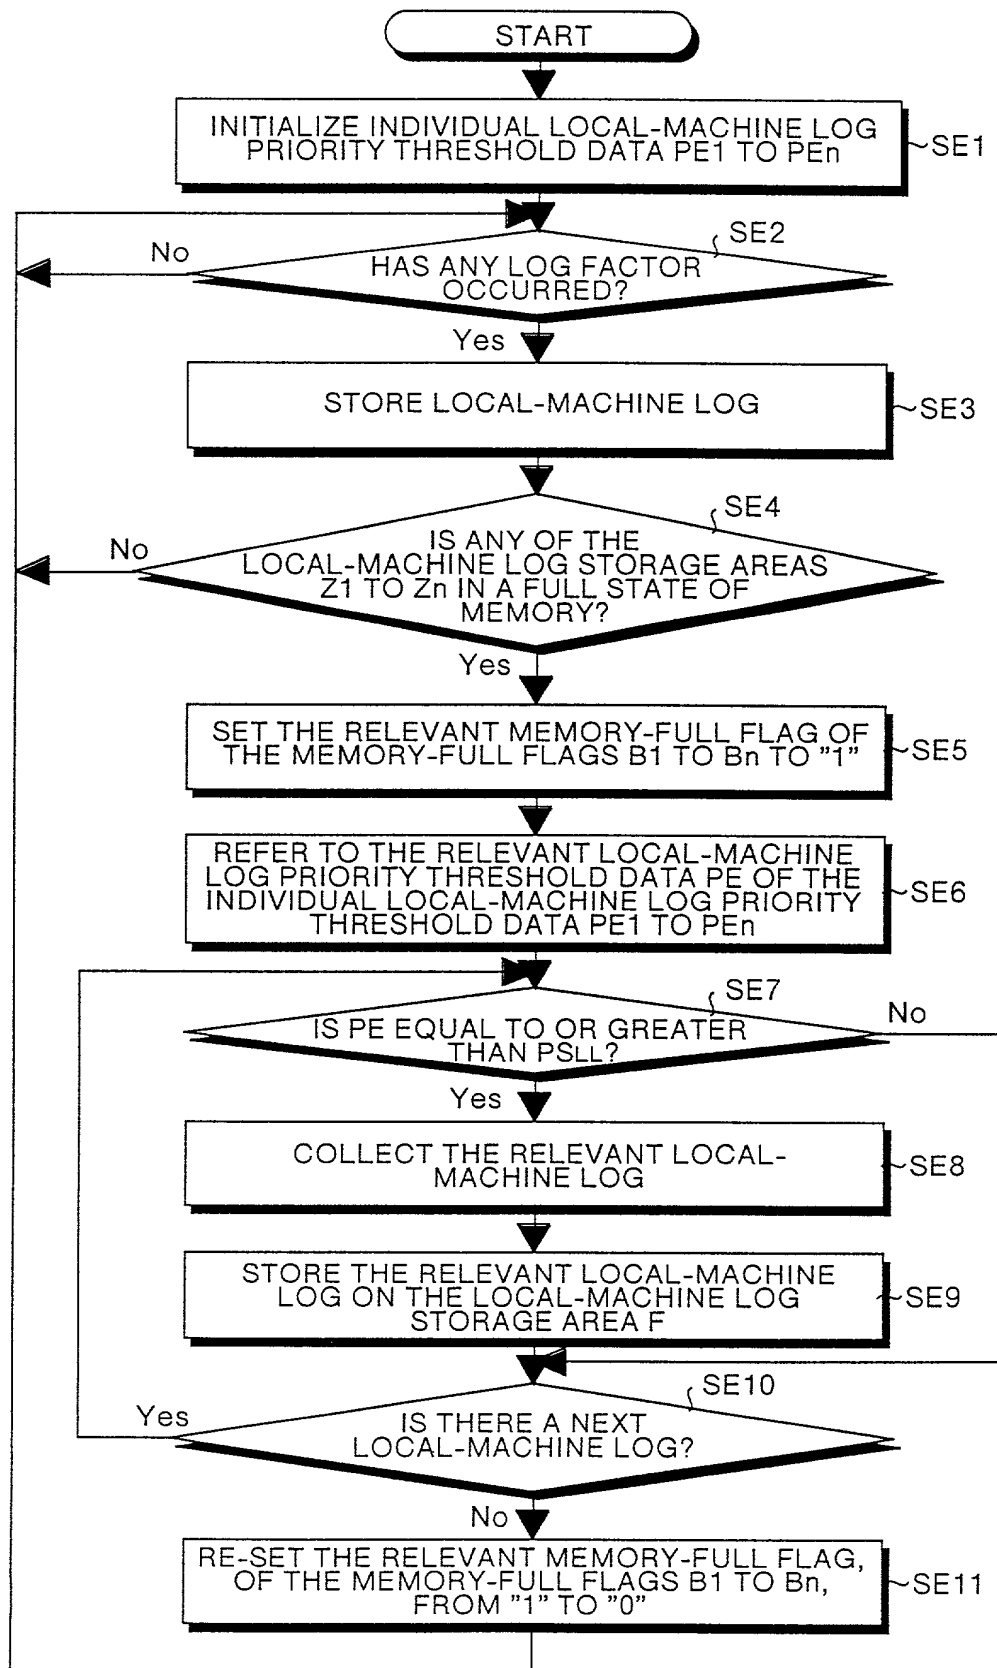 START
INITIALIZE INDIVIDUAL LOCAL-MACHINE LOG
PRIORITY THRESHOLD DATA PE1 TO PEn
SE1
SE2
No
HAS ANY LOG FACTOR
OCCURRED?
Yes
STORE LOCAL-MACHINE LOG
SE3
SE4
No
IS ANY OF THE
LOCAL-MACHINE LOG STORAGE AREAS
Z1 TO Zn IN A FULL STATE OF
MEMORY?
Yes
SET THE RELEVANT MEMORY-FULL FLAG OF
THE MEMORY-FULL FLAGS B1 TO Bn TO "1"
SE5
REFER TO THE RELEVANT LOCAL-MACHINE
LOG PRIORITY THRESHOLD DATA PE OF THE
INDIVIDUAL LOCAL-MACHINE LOG PRIORITY
THRESHOLD DATA PE1 TO PEn
SE6
SE7
No
IS PE EQUAL TO OR GREATER
THAN PSLL?
Yes
COLLECT THE RELEVANT LOCAL-
MACHINE LOG
SE8
STORE THE RELEVANT LOCAL-MACHINE
LOG ON THE LOCAL-MACHINE LOG
STORAGE AREA F
SE9
SE10
Yes
IS THERE A NEXT
LOCAL-MACHINE LOG?
No
RE-SET THE RELEVANT MEMORY-FULL FLAG,
OF THE MEMORY-FULL FLAGS B1 TO Bn,
FROM "1" TO "0"
SE11